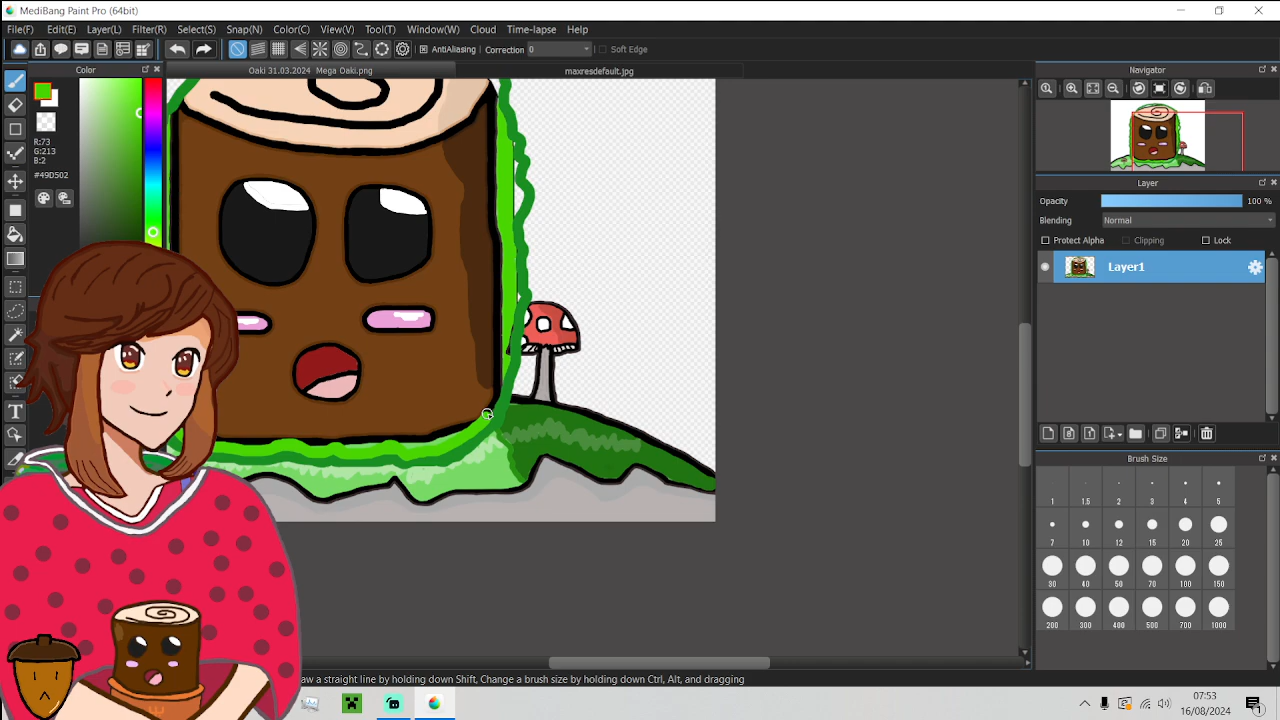 MediBang Paint Pro (64bit)
File(F) Edit(E) Layer(L) Filter(R) Select(S) Snap(N) Color(C) View(V) Tool(T) Window(W) Cloud Time-lapse Help
AntiAliasing Correction 0 Soft Edge
Color
Oaki 31.03.2024 Mega Oaki.png
maxresdefault.jpg
Navigator
R:73
G:213
B:2
#49D502
Layer
Opacity 100 %
Blending Normal
Protect Alpha Clipping Lock
Layer1
T
Brush Size
1 1.5 2 3 4 5
7 10 12 15 20 25
30 40 50 70 100 150
200 300 400 500 700 1000
aw a straight line by holding down Shift, Change a brush size by holding down Ctrl, Alt, and dragging
07:53
16/08/2024
1